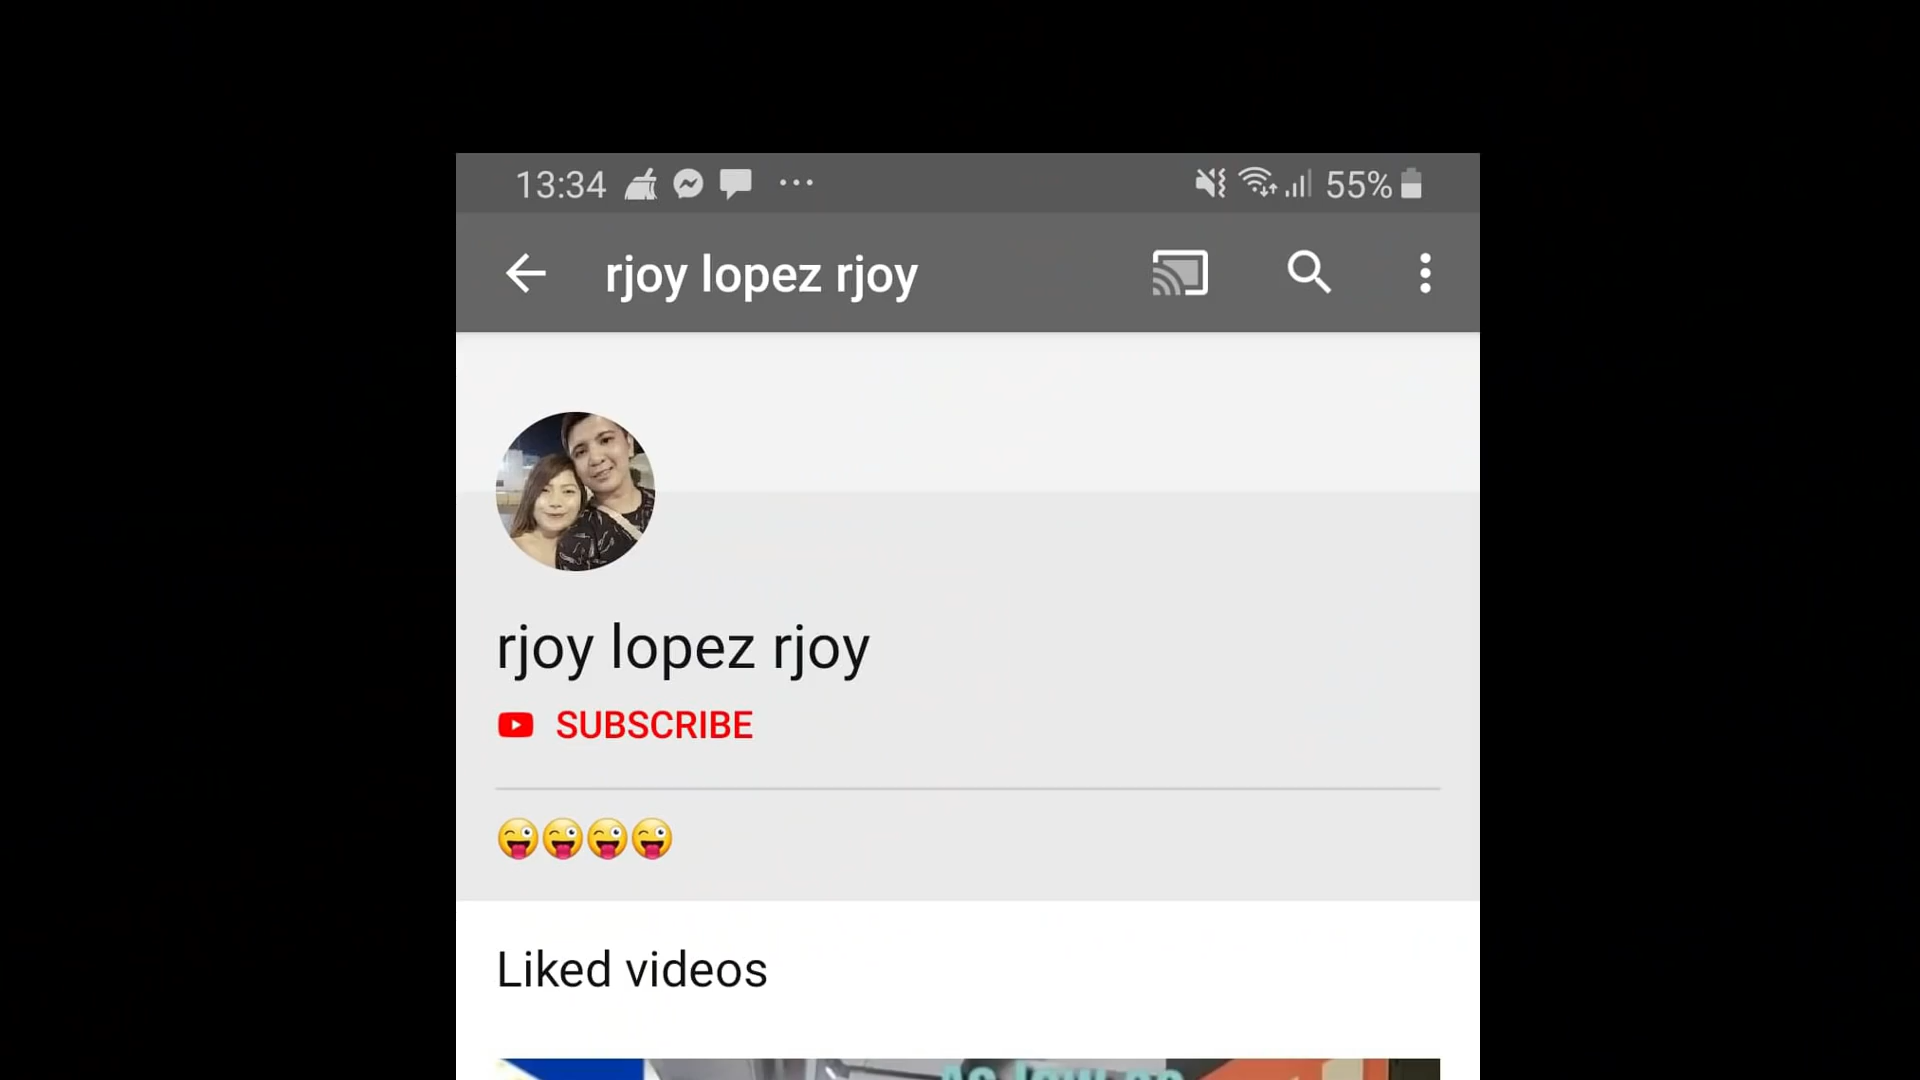 13:34 ... 55%
rjoy lopez rjoy
rjoy lopez rjoy
SUBSCRIBE
😜😜😜😜
Liked videos